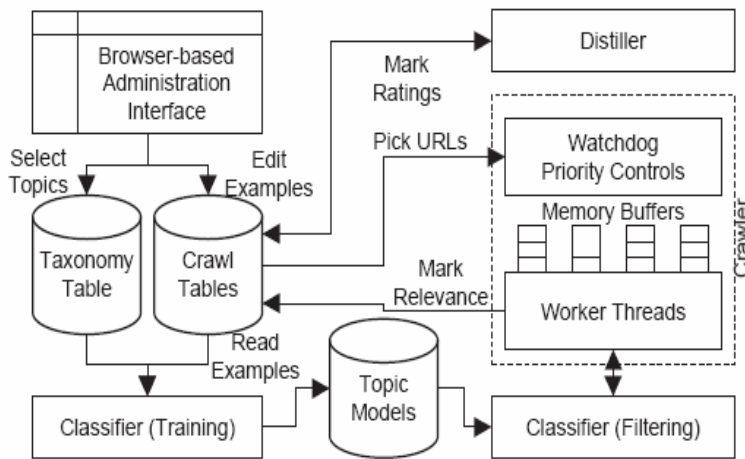 Browser-based
Administration
Interface
Distiller
Mark
Ratings
Pick URLs
Watchdog
Priority Controls
Select
Topics
Edit
Examples
Memory Buffers
Crawler
Taxonomy
Table
Crawl
Tables
Mark
Relevance
Worker Threads
Read
Examples
Topic
Models
Classifier (Training)
Classifier (Filtering)